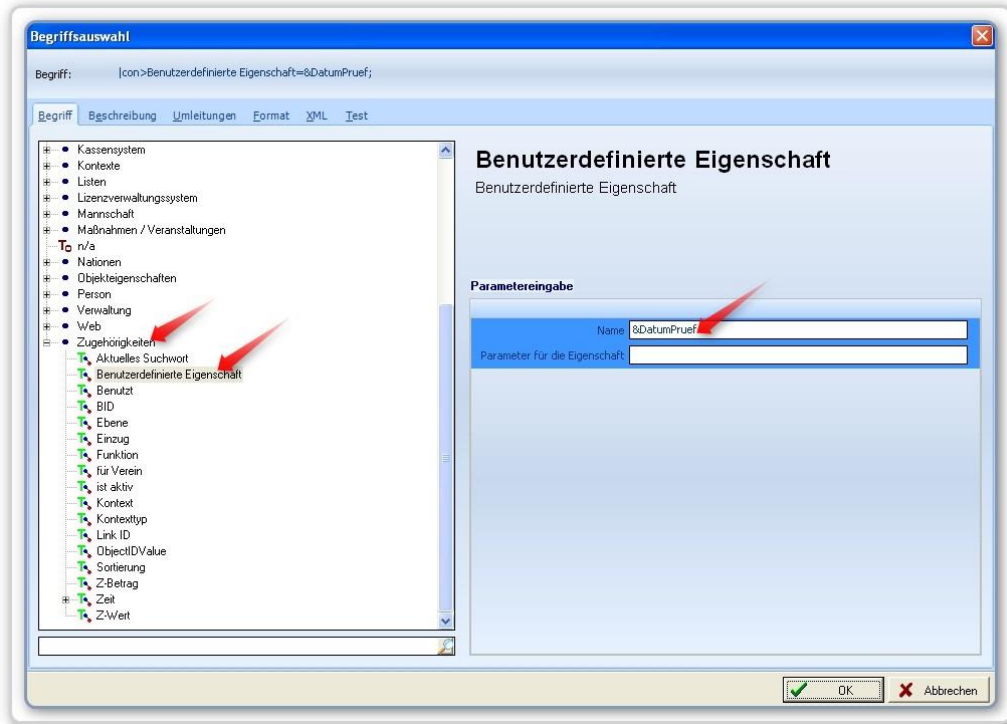 Begriffsauswahl
Begriff: |con>Benutzerdefinierte Eigenschaft=&DatumPruef;
Begriff Beschreibung Umleitungen Format XML Test
Kassensystem
Kontexte
Listen
Lizenzverwaltungssystem
Mannschaft
Maßnahmen / Veranstaltungen
n/a
Nationen
Objekteigenschaften
Person
Verwaltung
Web
Zugehörigkeiten
Aktuelles Suchwort
Benutzerdefinierte Eigenschaft
Benutzt
BID
Ebene
Einzug
Funktion
für Verein
ist aktiv
Kontext
Kontexttyp
Link ID
ObjectIDValue
Sortierung
Z-Betrag
Zeit
Z-Wert
Benutzerdefinierte Eigenschaft
Benutzerdefinierte Eigenschaft
Parametereingabe
Name &DatumPruef
Parameter für die Eigenschaft
OK Abbrechen